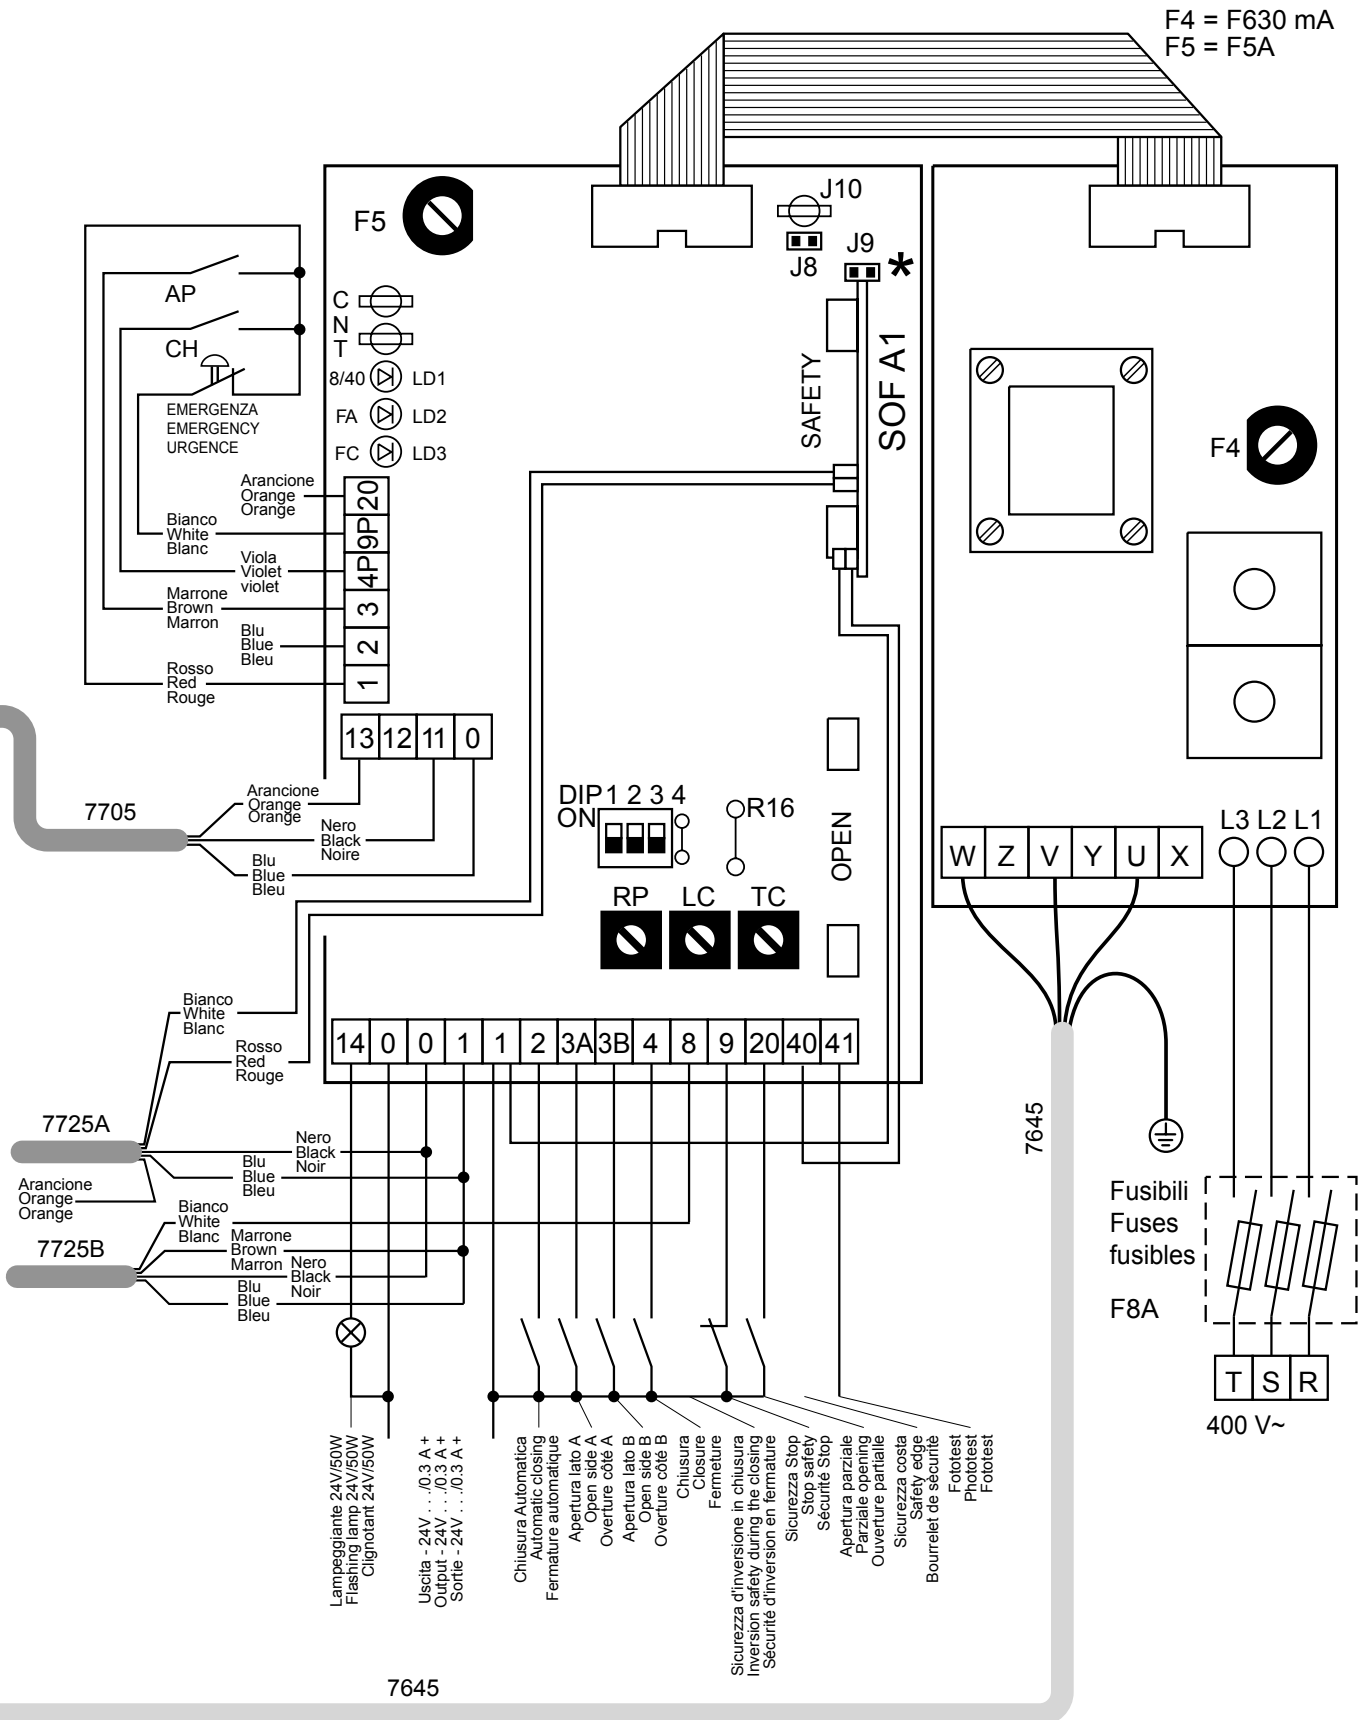 F4 = F630 mA
F5 = F5A
F5
J10
J8
J9
*
C
N
T
8/40
LD1
FA
LD2
FC
LD3
SAFETY
SOF A1
F4
AP
CH
EMERGENZA
EMERGENCY
URGENCE
Arancione
Orange
Orange
20
Bianco
White
Blanc
9P
Viola
Violet
violet
4P
Marrone
Brown
Marron
3
Blu
Blue
Bleu
2
Rosso
Red
Rouge
1
13 12 11 0
7705
Arancione
Orange
Orange
Nero
Black
Noire
Blu
Blue
Bleu
DIP 1 2 3 4
ON
R16
OPEN
RP LC TC
W Z V Y U X
L3 L2 L1
Bianco
White
Blanc
Rosso
Red
Rouge
14 0 0 1 1 2 3A 3B 4 8 9 20 40 41
7725A
Nero
Black
Noir
Blu
Blue
Bleu
Arancione
Orange
Orange
7725B
Bianco
White
Blanc
Marrone
Brown
Marron
Nero
Black
Noir
Blu
Blue
Bleu
7645
Fusibili
Fuses
fusibles
F8A
T S R
400 V~
Lampeggiante 24V/50W
Flashing lamp 24V/50W
Clignotant 24V/50W
Uscita - 24V . . ./0.3 A +
Output - 24V . . ./0.3 A +
Sortie - 24V . . ./0.3 A +
Chiusura Automatica
Automatic closing
Fermature automatique
Apertura lato A
Open side A
Overture côté A
Apertura lato B
Open side B
Overture côte B
Chiusura
Closure
Fermeture
Sicurezza d'inversione in chiusura
Inversion safety during the closing
Sécurité d'inversion en fermature
Sicurezza Stop
Stop safety
Sécurité Stop
Apertura parziale
Parziale opening
Ouverture partialle
Sicurezza costa
Safety edge
Bourrelet de sècuritè
Fototest
Phototest
Fototest
7645